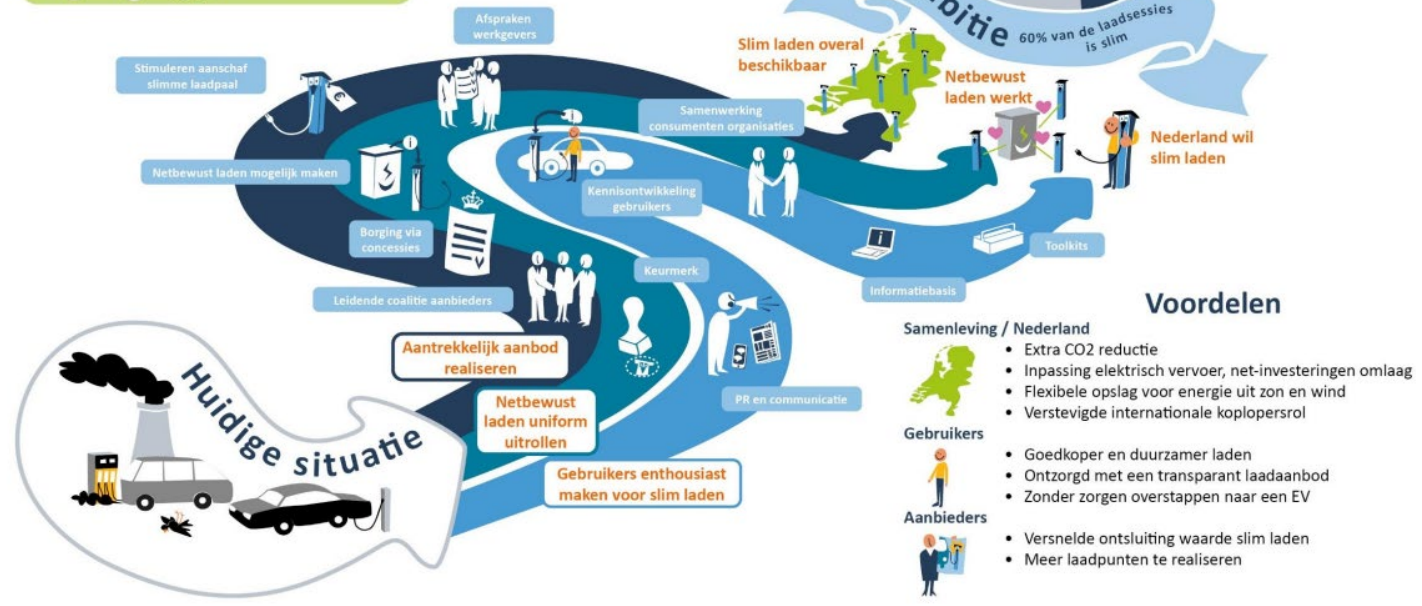 bitie
60% van de laadsessies
is slim
Afspraken
werkgevers
Stimuleren aanschaf
slimme laadpaal
Slim laden overal
beschikbaar
Netbewust
laden werkt
Nederland wil
slim laden
Samenwerking
consumenten organisaties
Netbewust laden mogelijk maken
Kennisontwikkeling
gebruikers
Borging via
concessies
Keurmerk
Toolkits
Informatiebasis
Leidende coalitie aanbieders
Aantrekkelijk aanbod
realiseren
Netbewust
laden uniform
uitrollen
PR en communicatie
Gebruikers enthousiast
maken voor slim laden
Huidige situatie
Voordelen
Samenleving / Nederland
• Extra CO2 reductie
• Inpassing elektrisch vervoer, net-investeringen omlaag
• Flexibele opslag voor energie uit zon en wind
• Verstevigde internationale koplopersrol
Gebruikers
• Goedkoper en duurzamer laden
• Ontzorgd met een transparant laadaanbod
• Zonder zorgen overstappen naar een EV
Aanbieders
• Versnelde ontsluiting waarde slim laden
• Meer laadpunten te realiseren